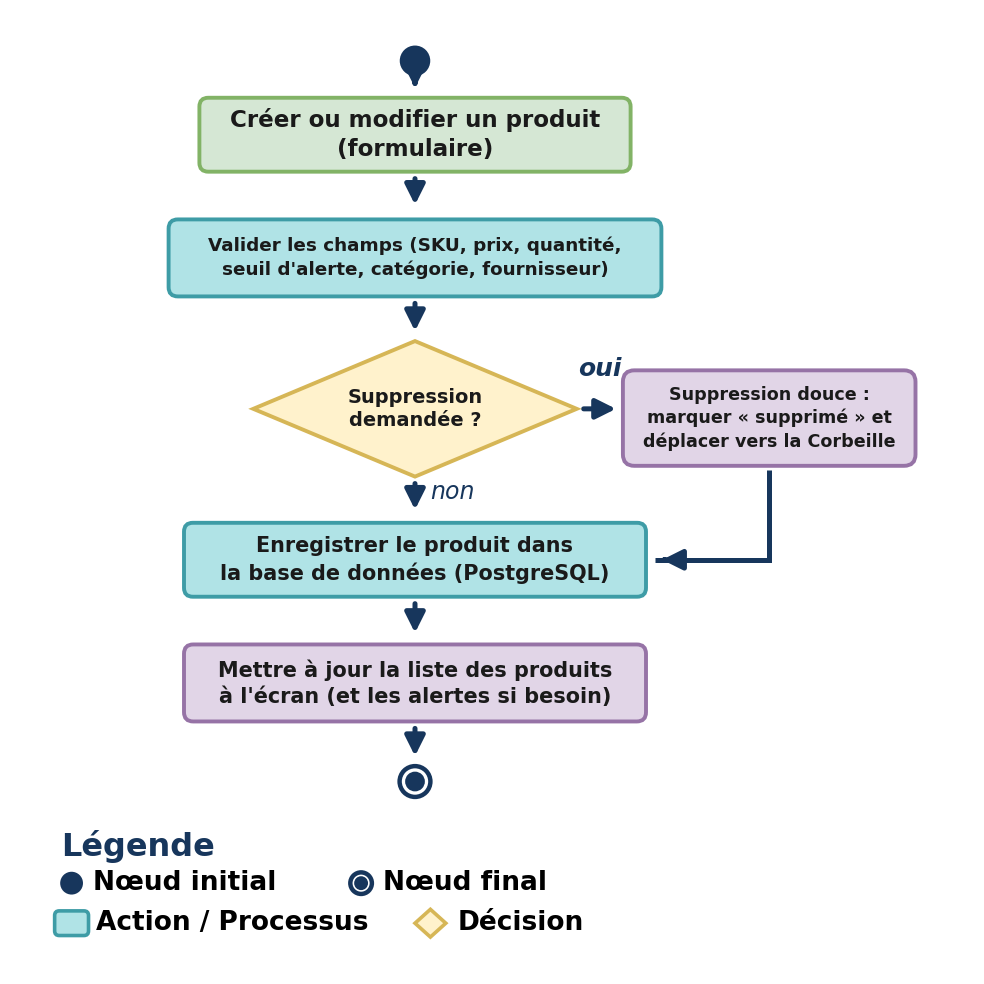 Créer ou modifier un produit
(formulaire)
Valider les champs (SKU, prix, quantité,
seuil d'alerte, catégorie, fournisseur)
Suppression
demandée ?
oui
Suppression douce :
marquer « supprimé » et
déplacer vers la Corbeille
non
Enregistrer le produit dans
la base de données (PostgreSQL)
Mettre à jour la liste des produits
à l'écran (et les alertes si besoin)
Légende
Nœud initial
Nœud final
Action / Processus
Décision